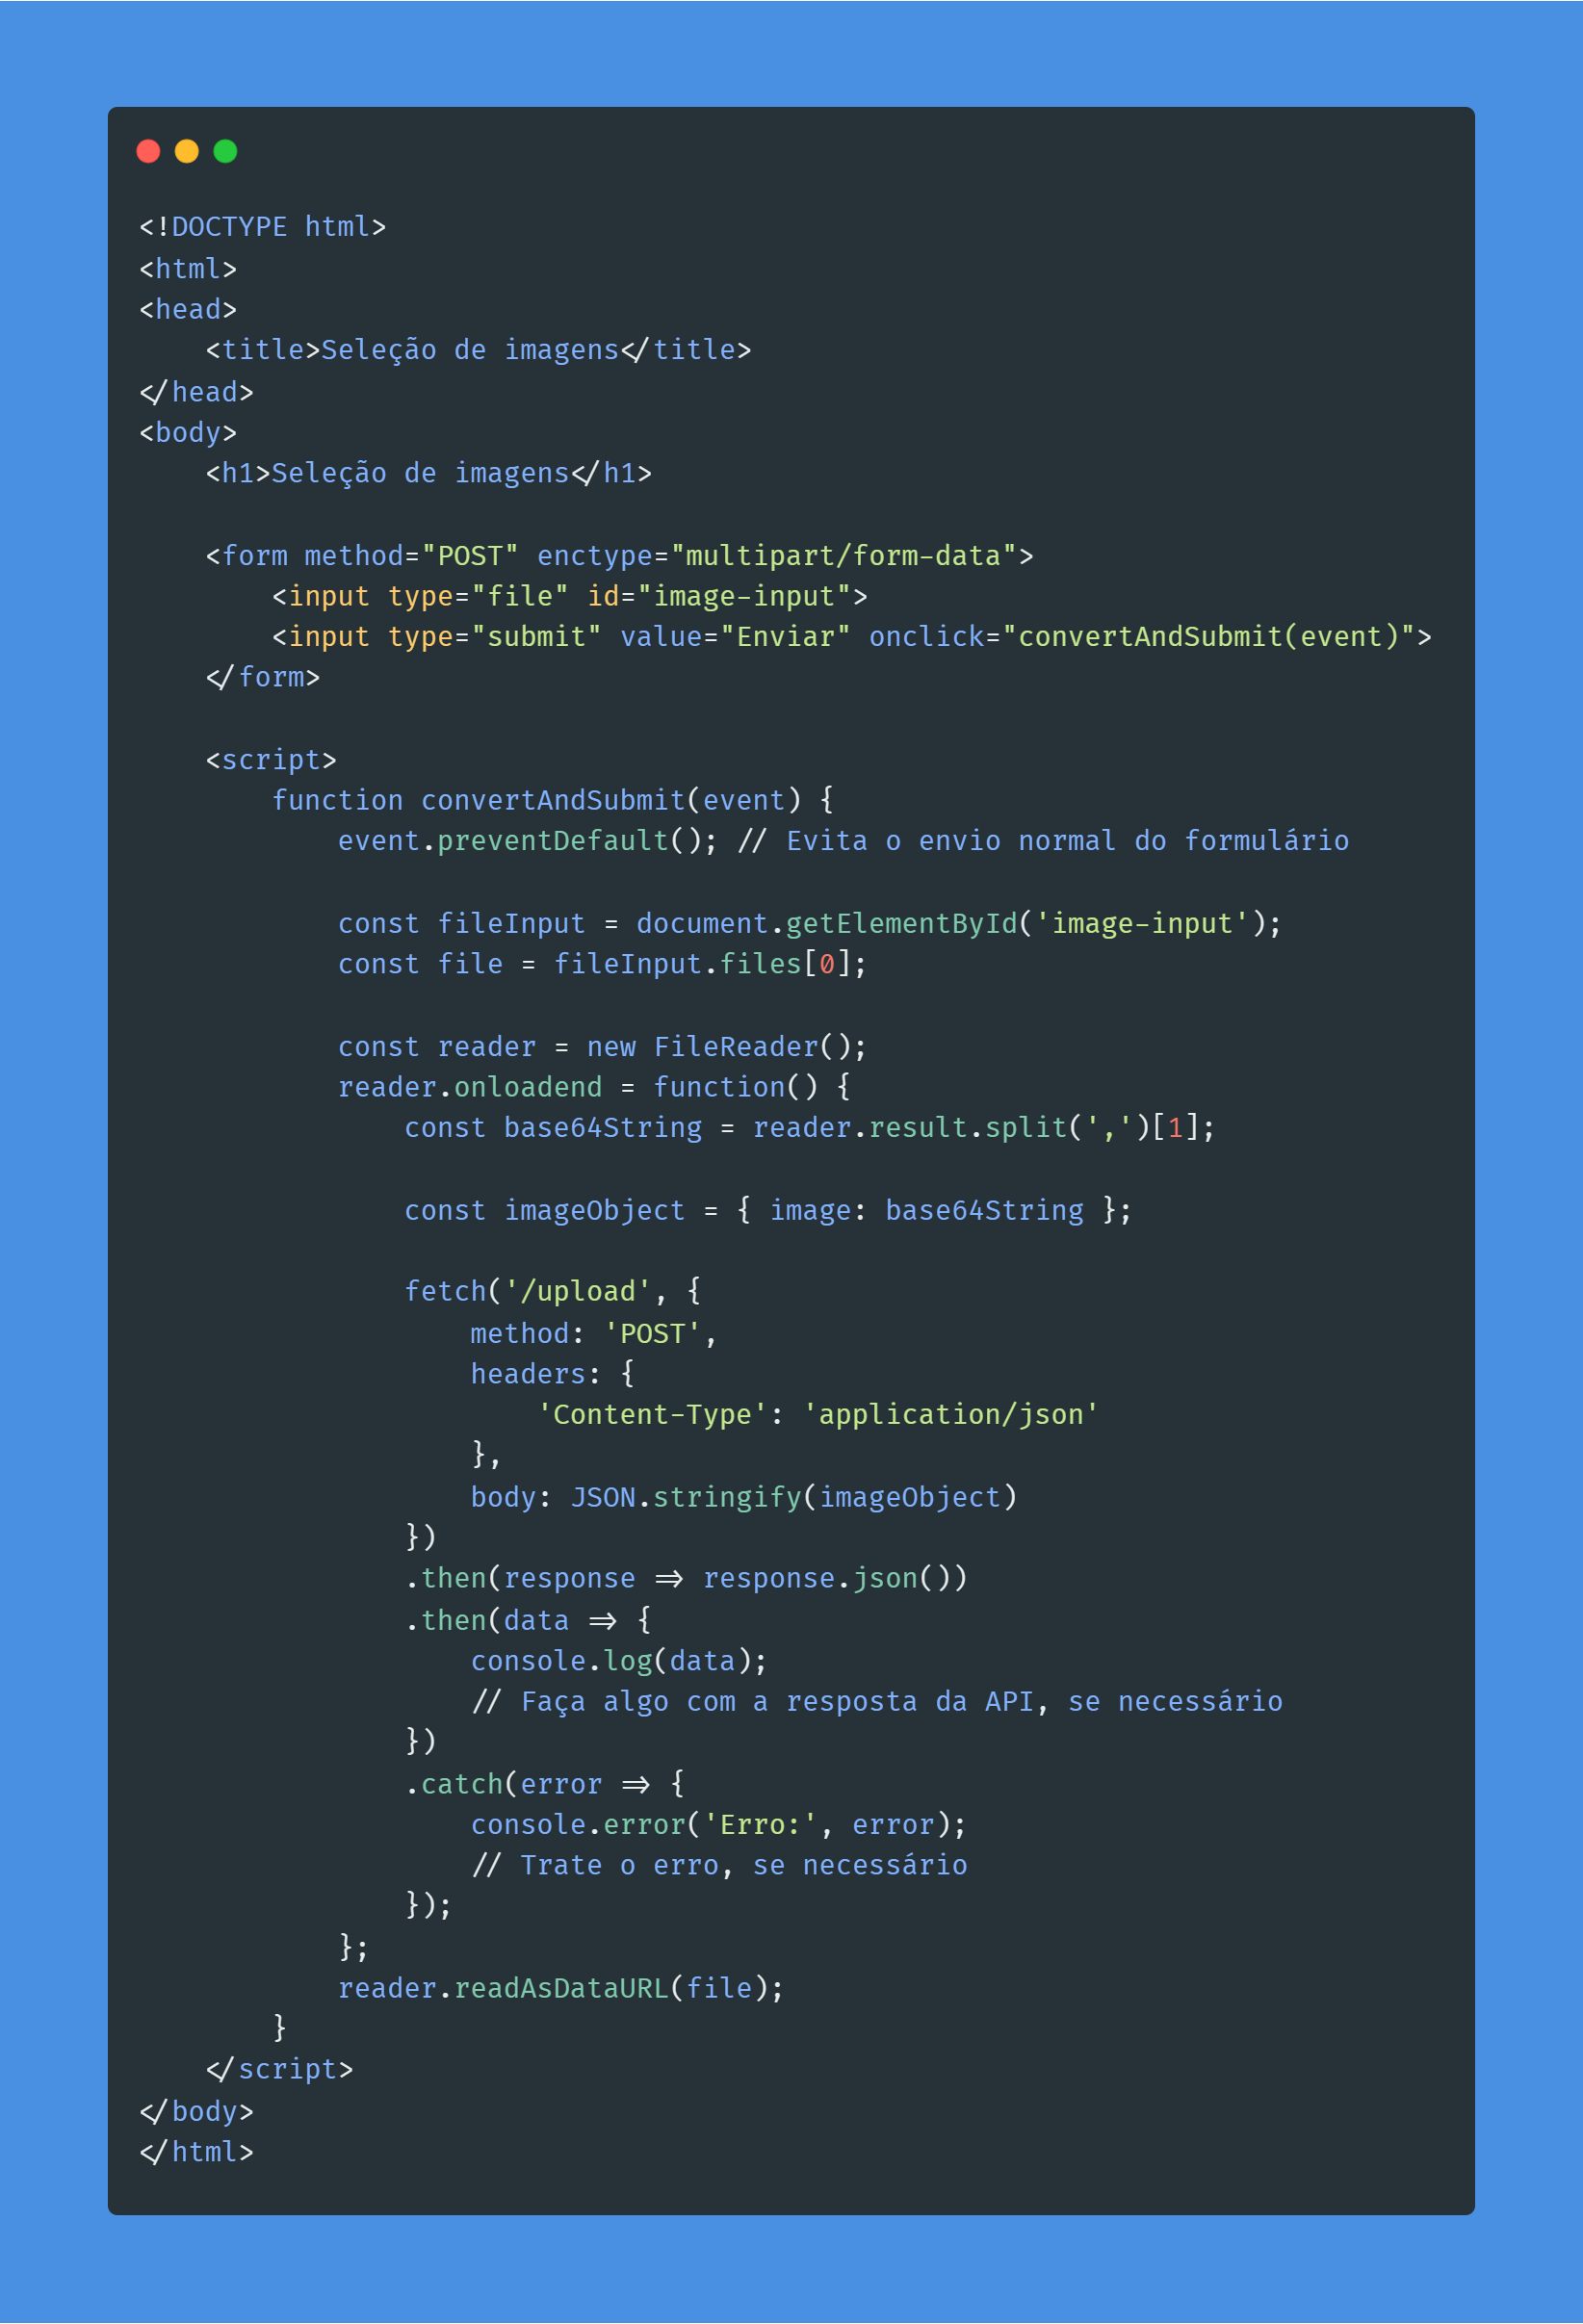 <!DOCTYPE html>
<html>
<head>
    <title>Seleção de imagens</title>
</head>
<body>
    <h1>Seleção de imagens</h1>

    <form method="POST" enctype="multipart/form-data">
        <input type="file" id="image-input">
        <input type="submit" value="Enviar" onclick="convertAndSubmit(event)">
    </form>

    <script>
        function convertAndSubmit(event) {
            event.preventDefault(); // Evita o envio normal do formulário

            const fileInput = document.getElementById('image-input');
            const file = fileInput.files[0];

            const reader = new FileReader();
            reader.onloadend = function() {
                const base64String = reader.result.split(',')[1];

                const imageObject = { image: base64String };

                fetch('/upload', {
                    method: 'POST',
                    headers: {
                        'Content-Type': 'application/json'
                    },
                    body: JSON.stringify(imageObject)
                })
                .then(response => response.json())
                .then(data => {
                    console.log(data);
                    // Faça algo com a resposta da API, se necessário
                })
                .catch(error => {
                    console.error('Erro:', error);
                    // Trate o erro, se necessário
                });
            };
            reader.readAsDataURL(file);
        }
    </script>
</body>
</html>